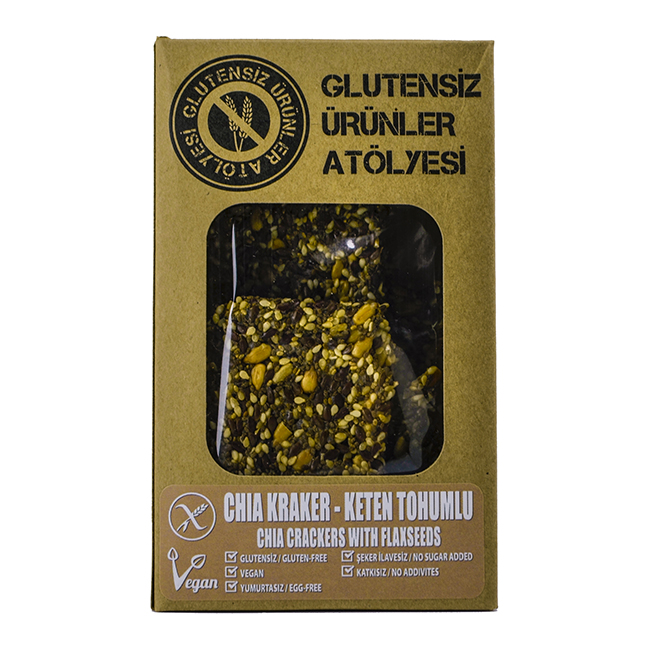 GLUTENSİZ ÜRÜNLER ATÖLYESİ
GLUTENSİZ
ÜRÜNLER
ATÖLYESİ
CHIA KRAKER - KETEN TOHUMLU
CHIA CRACKERS WITH FLAXSEEDS
GLUTENSİZ / GLUTEN-FREE
VEGAN
YUMURTASIZ / EGG-FREE
ŞEKER İLAVESİZ / NO SUGAR ADDED
KATKISIZ / NO ADDIVITES
Vegan